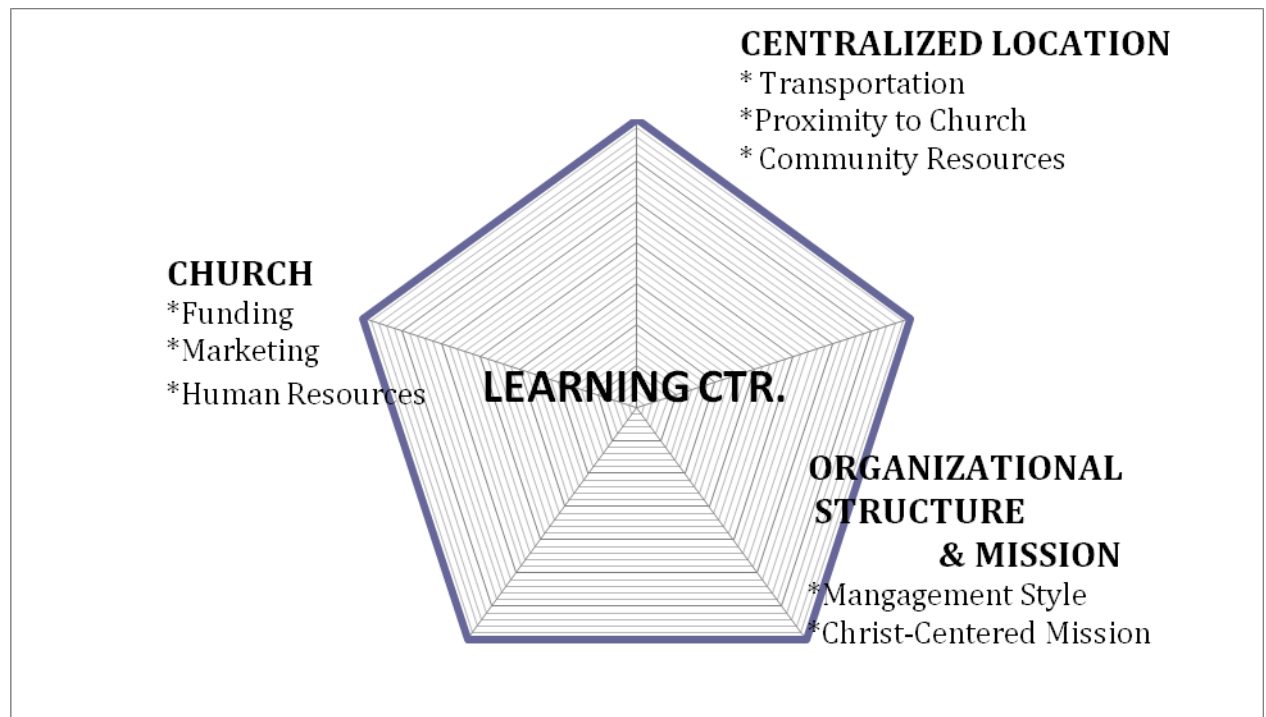 CENTRALIZED LOCATION
* Transportation
*Proximity to Church
* Community Resources
CHURCH
*Funding
*Marketing
*Human Resources
LEARNING CTR.
ORGANIZATIONAL
STRUCTURE
& MISSION
*Mangagement Style
*Christ-Centered Mission